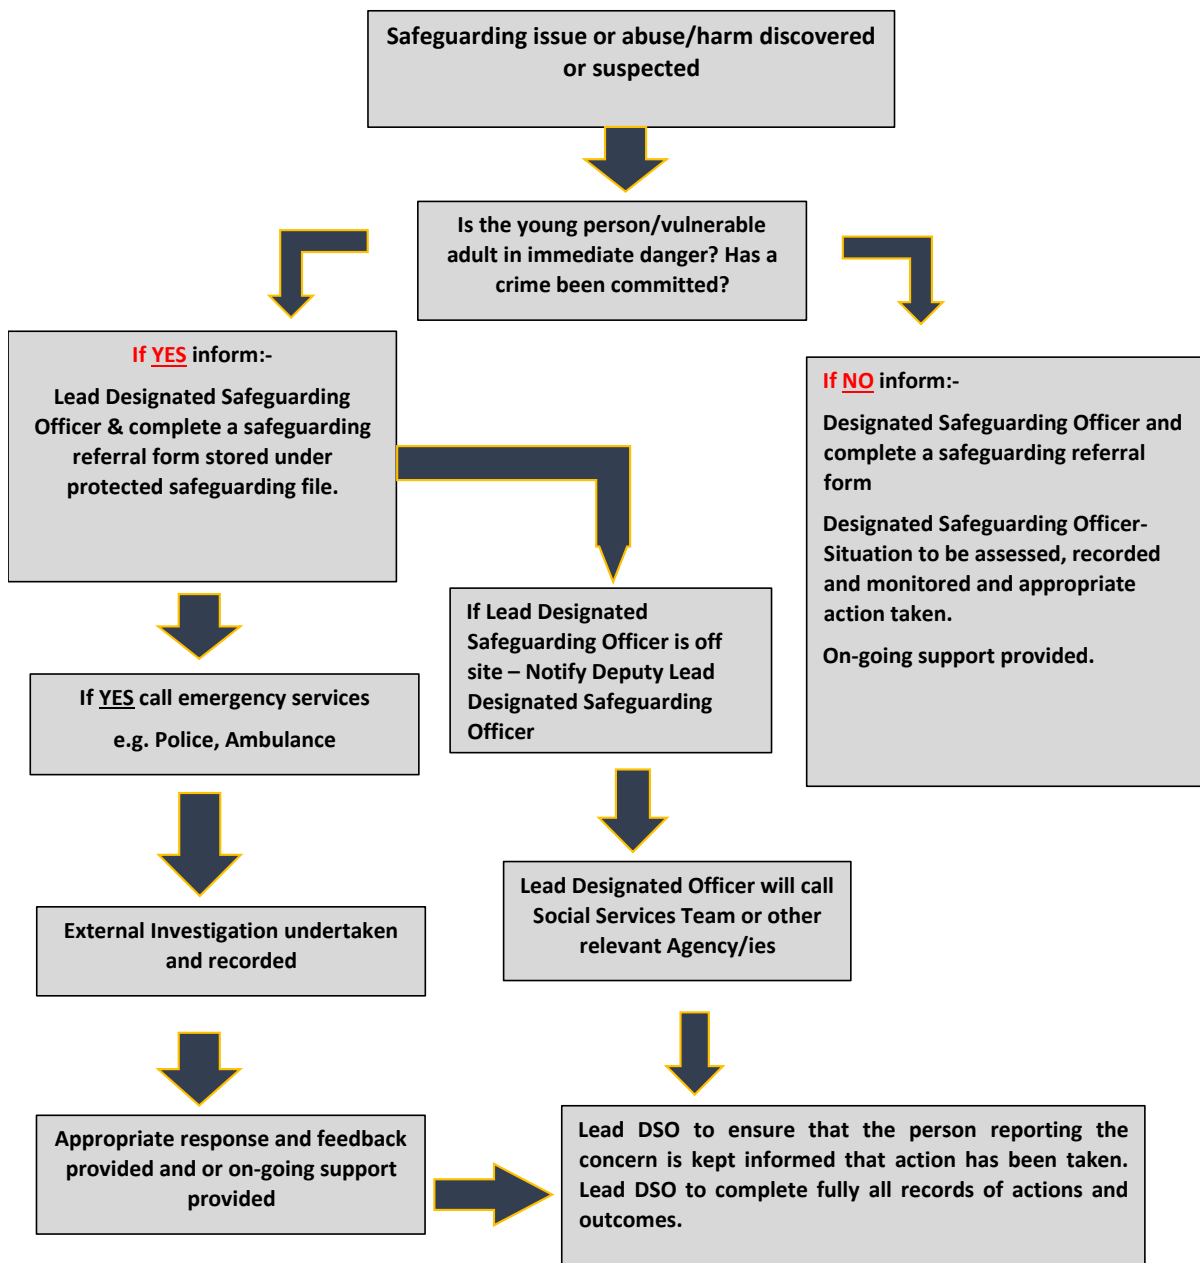 Safeguarding issue or abuse/harm discovered
or suspected
Is the young person/vulnerable
adult in immediate danger? Has a
crime been committed?
If YES inform:-
Lead Designated Safeguarding
Officer & complete a safeguarding
referral form stored under
protected safeguarding file.
If NO inform:-
Designated Safeguarding Officer and
complete a safeguarding referral
form
Designated Safeguarding Officer-
Situation to be assessed, recorded
and monitored and appropriate
action taken.
On-going support provided.
If Lead Designated
Safeguarding Officer is off
site – Notify Deputy Lead
Designated Safeguarding
Officer
If YES call emergency services
e.g. Police, Ambulance
Lead Designated Officer will call
Social Services Team or other
relevant Agency/ies
External Investigation undertaken
and recorded
Appropriate response and feedback
provided and or on-going support
provided
Lead DSO to ensure that the person reporting the
concern is kept informed that action has been taken.
Lead DSO to complete fully all records of actions and
outcomes.